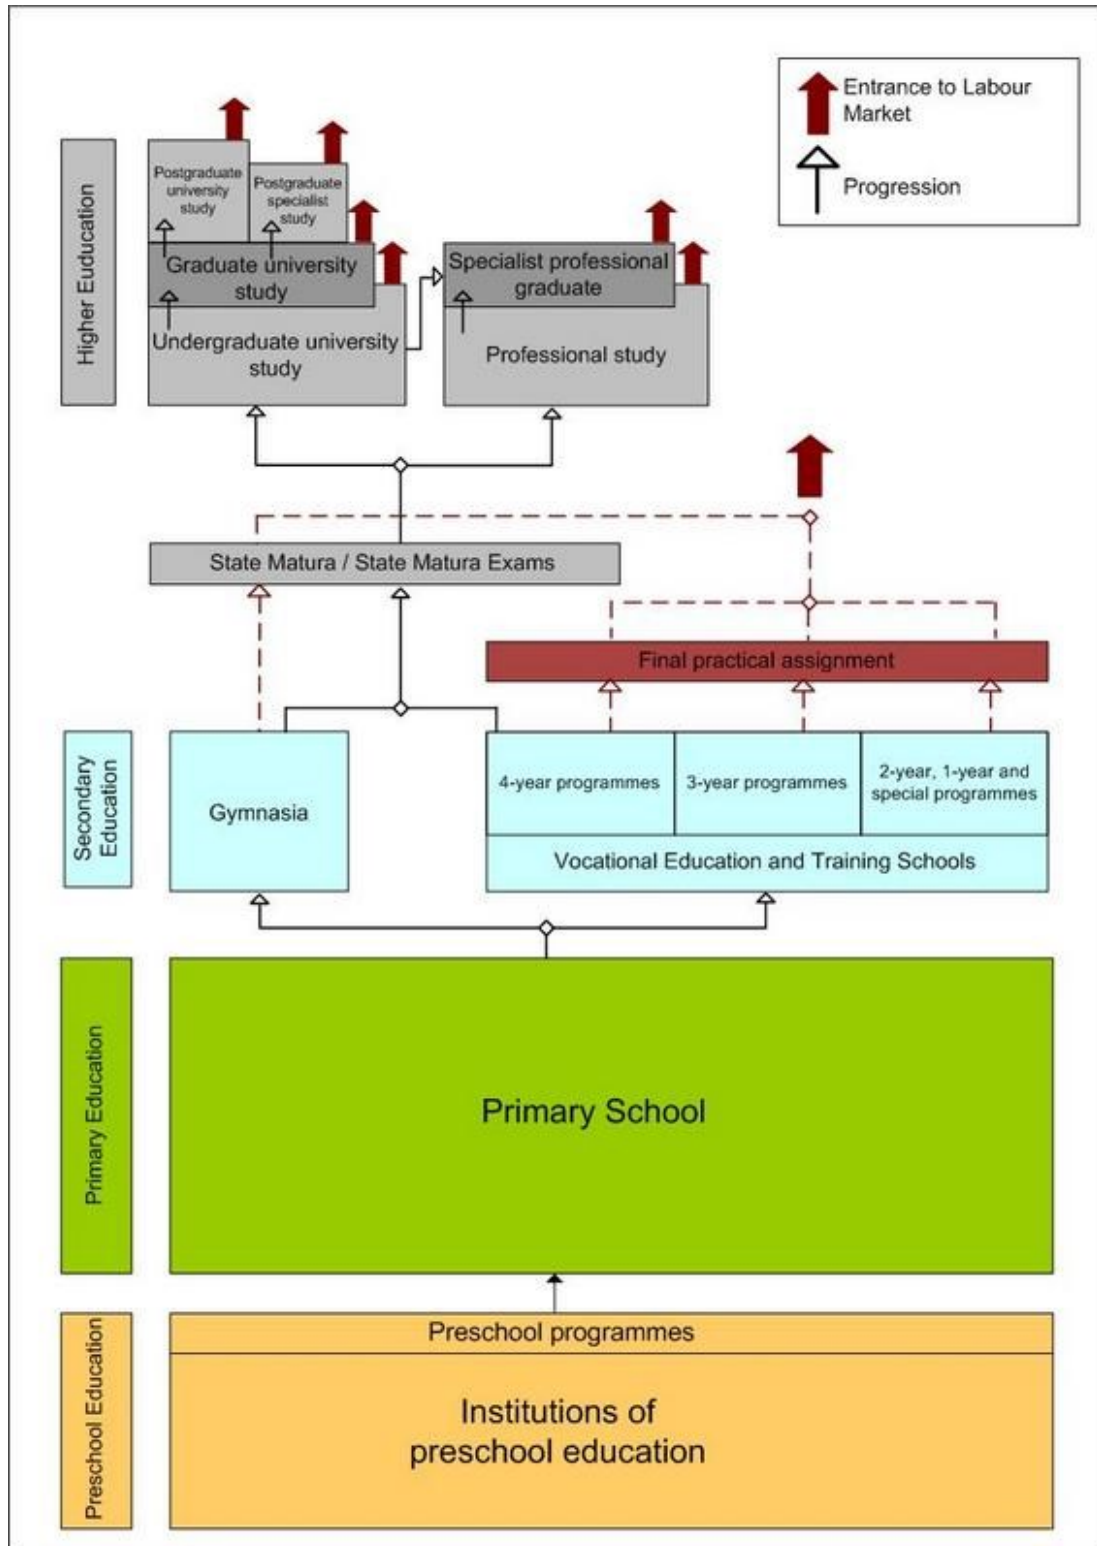 Entrance to Labour
Market
Progression
Higher Euducation
Postgraduate
university
study
Postgraduate
specialist
study
Graduate university
study
Undergraduate university
study
Specialist professional
graduate
Professional study
State Matura / State Matura Exams
Final practical assignment
Secondary
Education
Gymnasia
4-year programmes
3-year programmes
2-year, 1-year and
special programmes
Vocational Education and Training Schools
Primary Education
Primary School
Preschool Education
Preschool programmes
Institutions of
preschool education